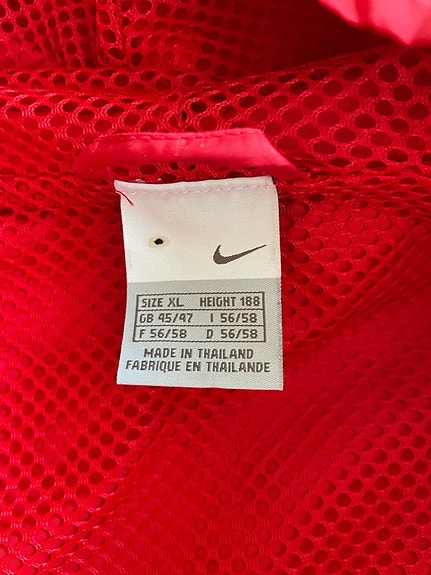 SIZE XL HEIGHT 188
GB 45/47 I 56/58
F 56/58 D 56/58
MADE IN THAILAND
FABRIQUE EN THAILANDE